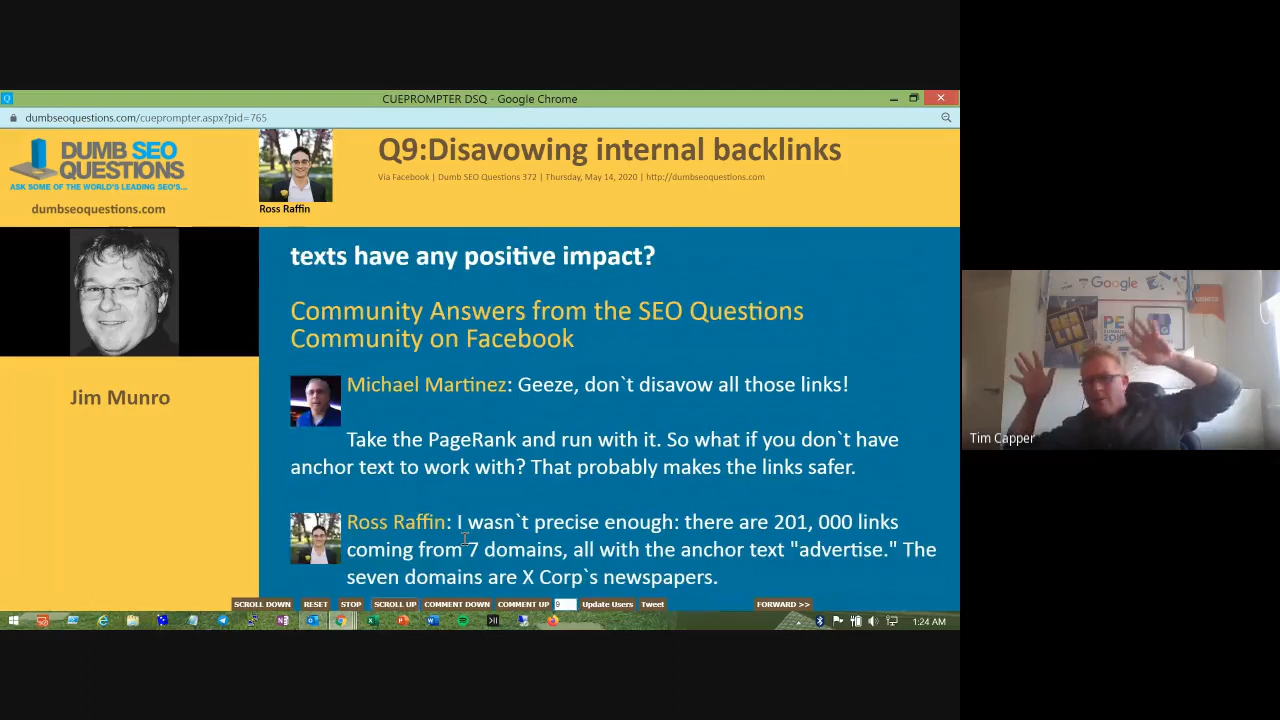 CUEPROMPTER DSQ - Google Chrome
dumbseoquestions.com/cueprompter.aspx?pid=765
DUMB SEO
QUESTIONS
ASK SOME OF THE WORLD'S LEADING SEO'S...
dumbseoquestions.com
Ross Raffin
Q9:Disavowing internal backlinks
Via Facebook | Dumb SEO Questions 372 | Thursday, May 14, 2020 | http://dumbseoquestions.com
Jim Munro
texts have any positive impact?
Community Answers from the SEO Questions
Community on Facebook
Michael Martinez: Geeze, don`t disavow all those links!
Take the PageRank and run with it. So what if you don`t have
anchor text to work with? That probably makes the links safer.
Ross Raffin: I wasn`t precise enough: there are 201, 000 links
coming from 7 domains, all with the anchor text "advertise." The
seven domains are X Corp`s newspapers.
SCROLL DOWN RESET STOP SCROLL UP COMMENT DOWN COMMENT UP 9 Update Users Tweet FORWARD >>
1:24 AM
Google
Tim Capper